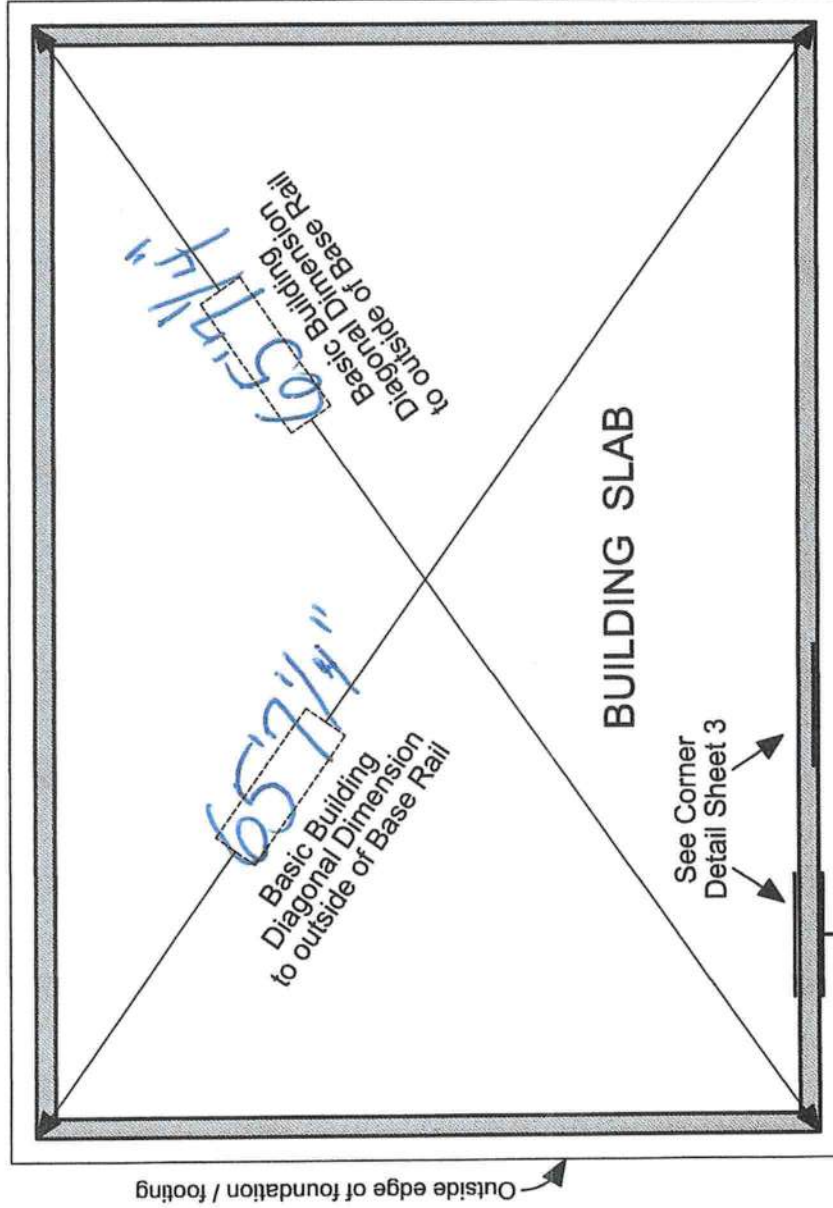 65'7 1/4"
Basic Building
Diagonal Dimension
to outside of Base Rail
65'7 1/4"
Basic Building
Diagonal Dimension
to outside of Base Rail
BUILDING SLAB
See Corner
Detail Sheet 3
Outside edge of foundation / footing